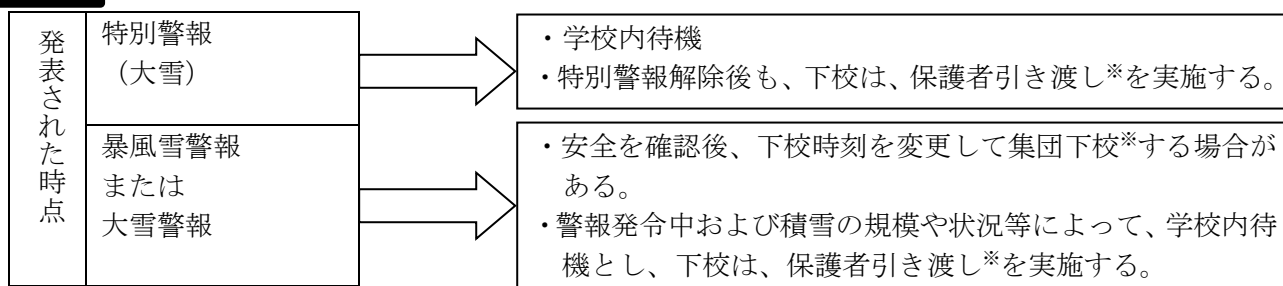 発表された時点
特別警報
（大雪）
・学校内待機
・特別警報解除後も、下校は、保護者引き渡し※を実施する。
暴風雪警報
または
大雪警報
・安全を確認後、下校時刻を変更して集団下校※する場合が
ある。
・警報発令中および積雪の規模や状況等によって、学校内待
機とし、下校は、保護者引き渡し※を実施する。